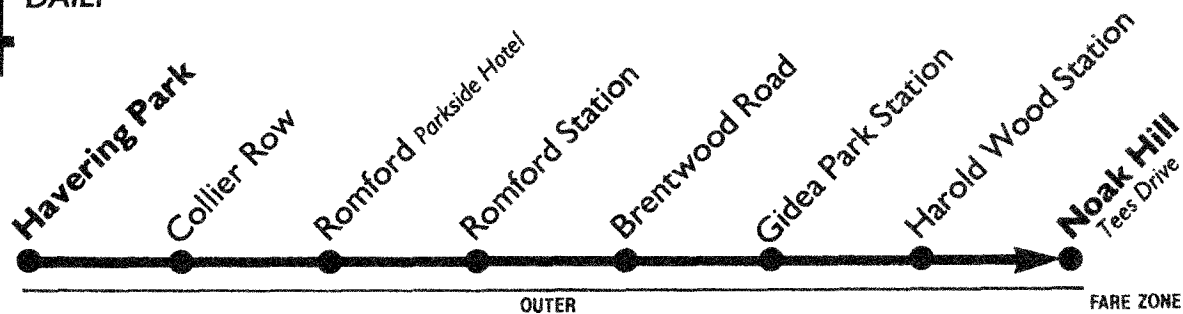 DAILY
Havering Park
Collier Row
Romford Parkside Hotel
Romford Station
Brentwood Road
Gidea Park Station
Harold Wood Station
Noak Hill
Tees Drive
OUTER
FARE ZONE